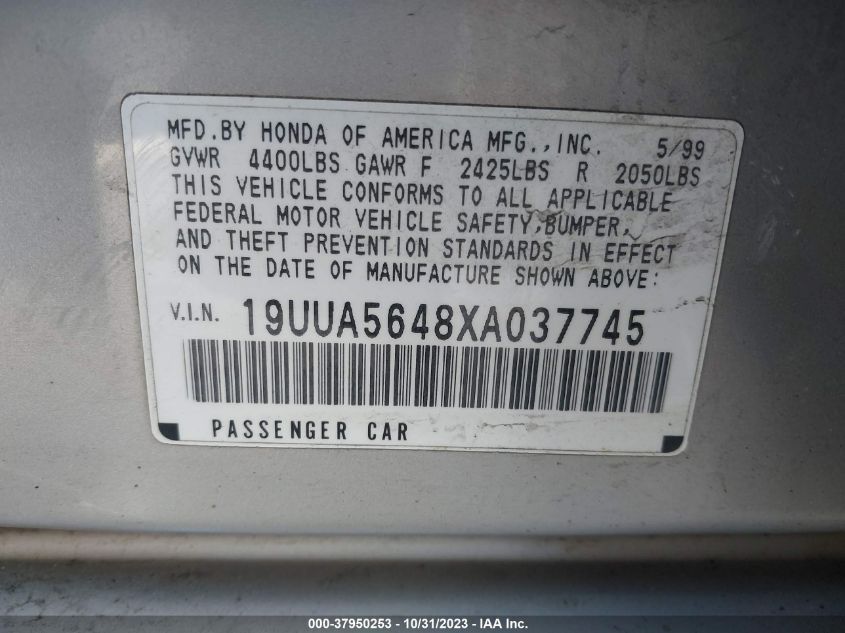 MFD.BY HONDA OF AMERICA MFG.,INC. 5/99
GVWR 4400LBS GAWR F 2425LBS R 2050LBS
THIS VEHICLE CONFORMS TO ALL APPLICABLE
FEDERAL MOTOR VEHICLE SAFETY,BUMPER,
AND THEFT PREVENTION STANDARDS IN EFFECT
ON THE DATE OF MANUFACTURE SHOWN ABOVE:
V.I.N. 19UUA5648XA037745
PASSENGER CAR
000-37950253 - 10/31/2023 - IAA Inc.